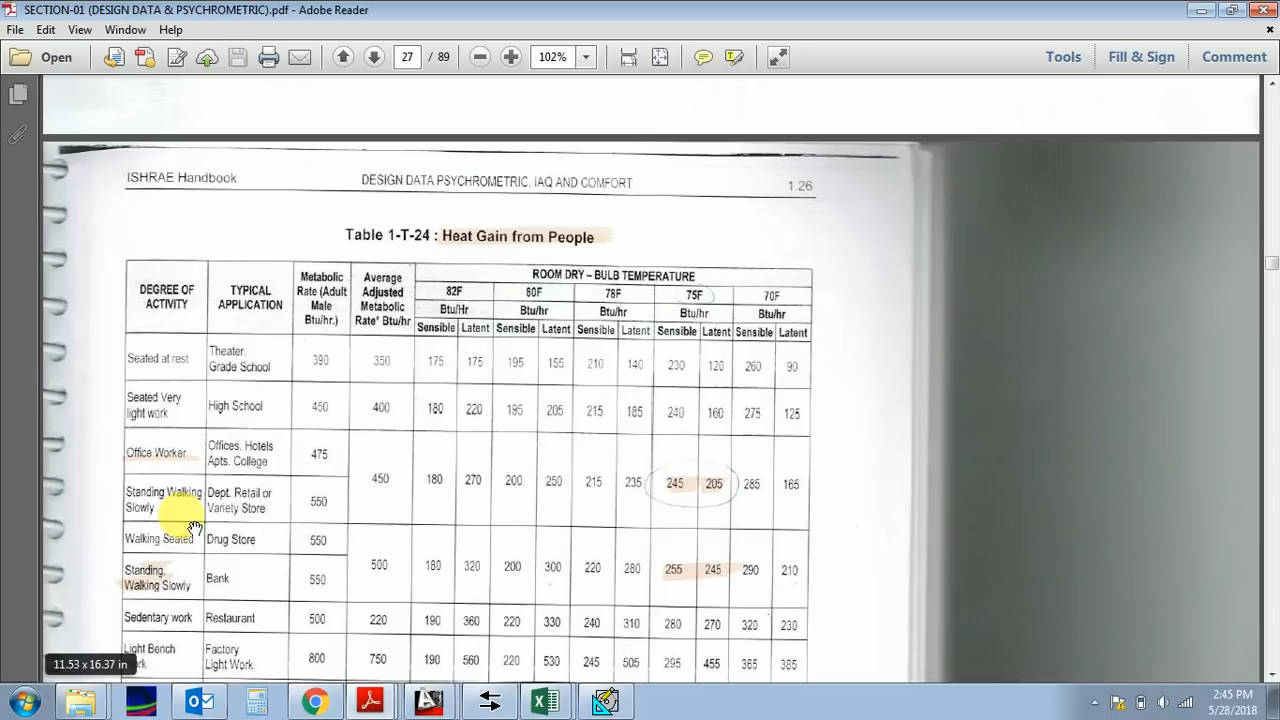 SECTION-01 (DESIGN DATA & PSYCHROMETRIC).pdf - Adobe Reader
File Edit View Window Help
Open 27 / 89 102% Tools Fill & Sign Comment
ISHRAE Handbook DESIGN DATA PSYCHROMETRIC, IAQ AND COMFORT 1.26
Table 1-T-24 : Heat Gain from People
DEGREE OF ACTIVITY TYPICAL APPLICATION Metabolic Rate (Adult Male Btu/hr.) Average Adjusted Metabolic Rate* Btu/hr ROOM DRY – BULB TEMPERATURE
82F 80F 78F 75F 70F
Btu/Hr Btu/hr Btu/hr Btu/hr Btu/hr
Sensible Latent Sensible Latent Sensible Latent Sensible Latent Sensible Latent
Seated at rest Theater. Grade School 390 350 175 175 195 155 210 140 230 120 260 90
Seated Very light work High School 450 400 180 220 195 205 215 185 240 160 275 125
Office Worker Offices, Hotels Apts. College 475
450 180 270 200 250 215 235 245 205 285 165
Standing Walking Slowly Dept. Retail or Variety Store 550
Walking Seated Drug Store 550
500 180 320 200 300 220 280 255 245 290 210
Standing, Walking Slowly Bank 550
Sedentary work Restaurant 500 220 190 360 220 330 240 310 280 270 320 230
Light Bench Factory Light Work 800 750 190 560 220 530 245 505 295 455 365 385
11.53 x 16.37 in
2:45 PM
5/28/2018